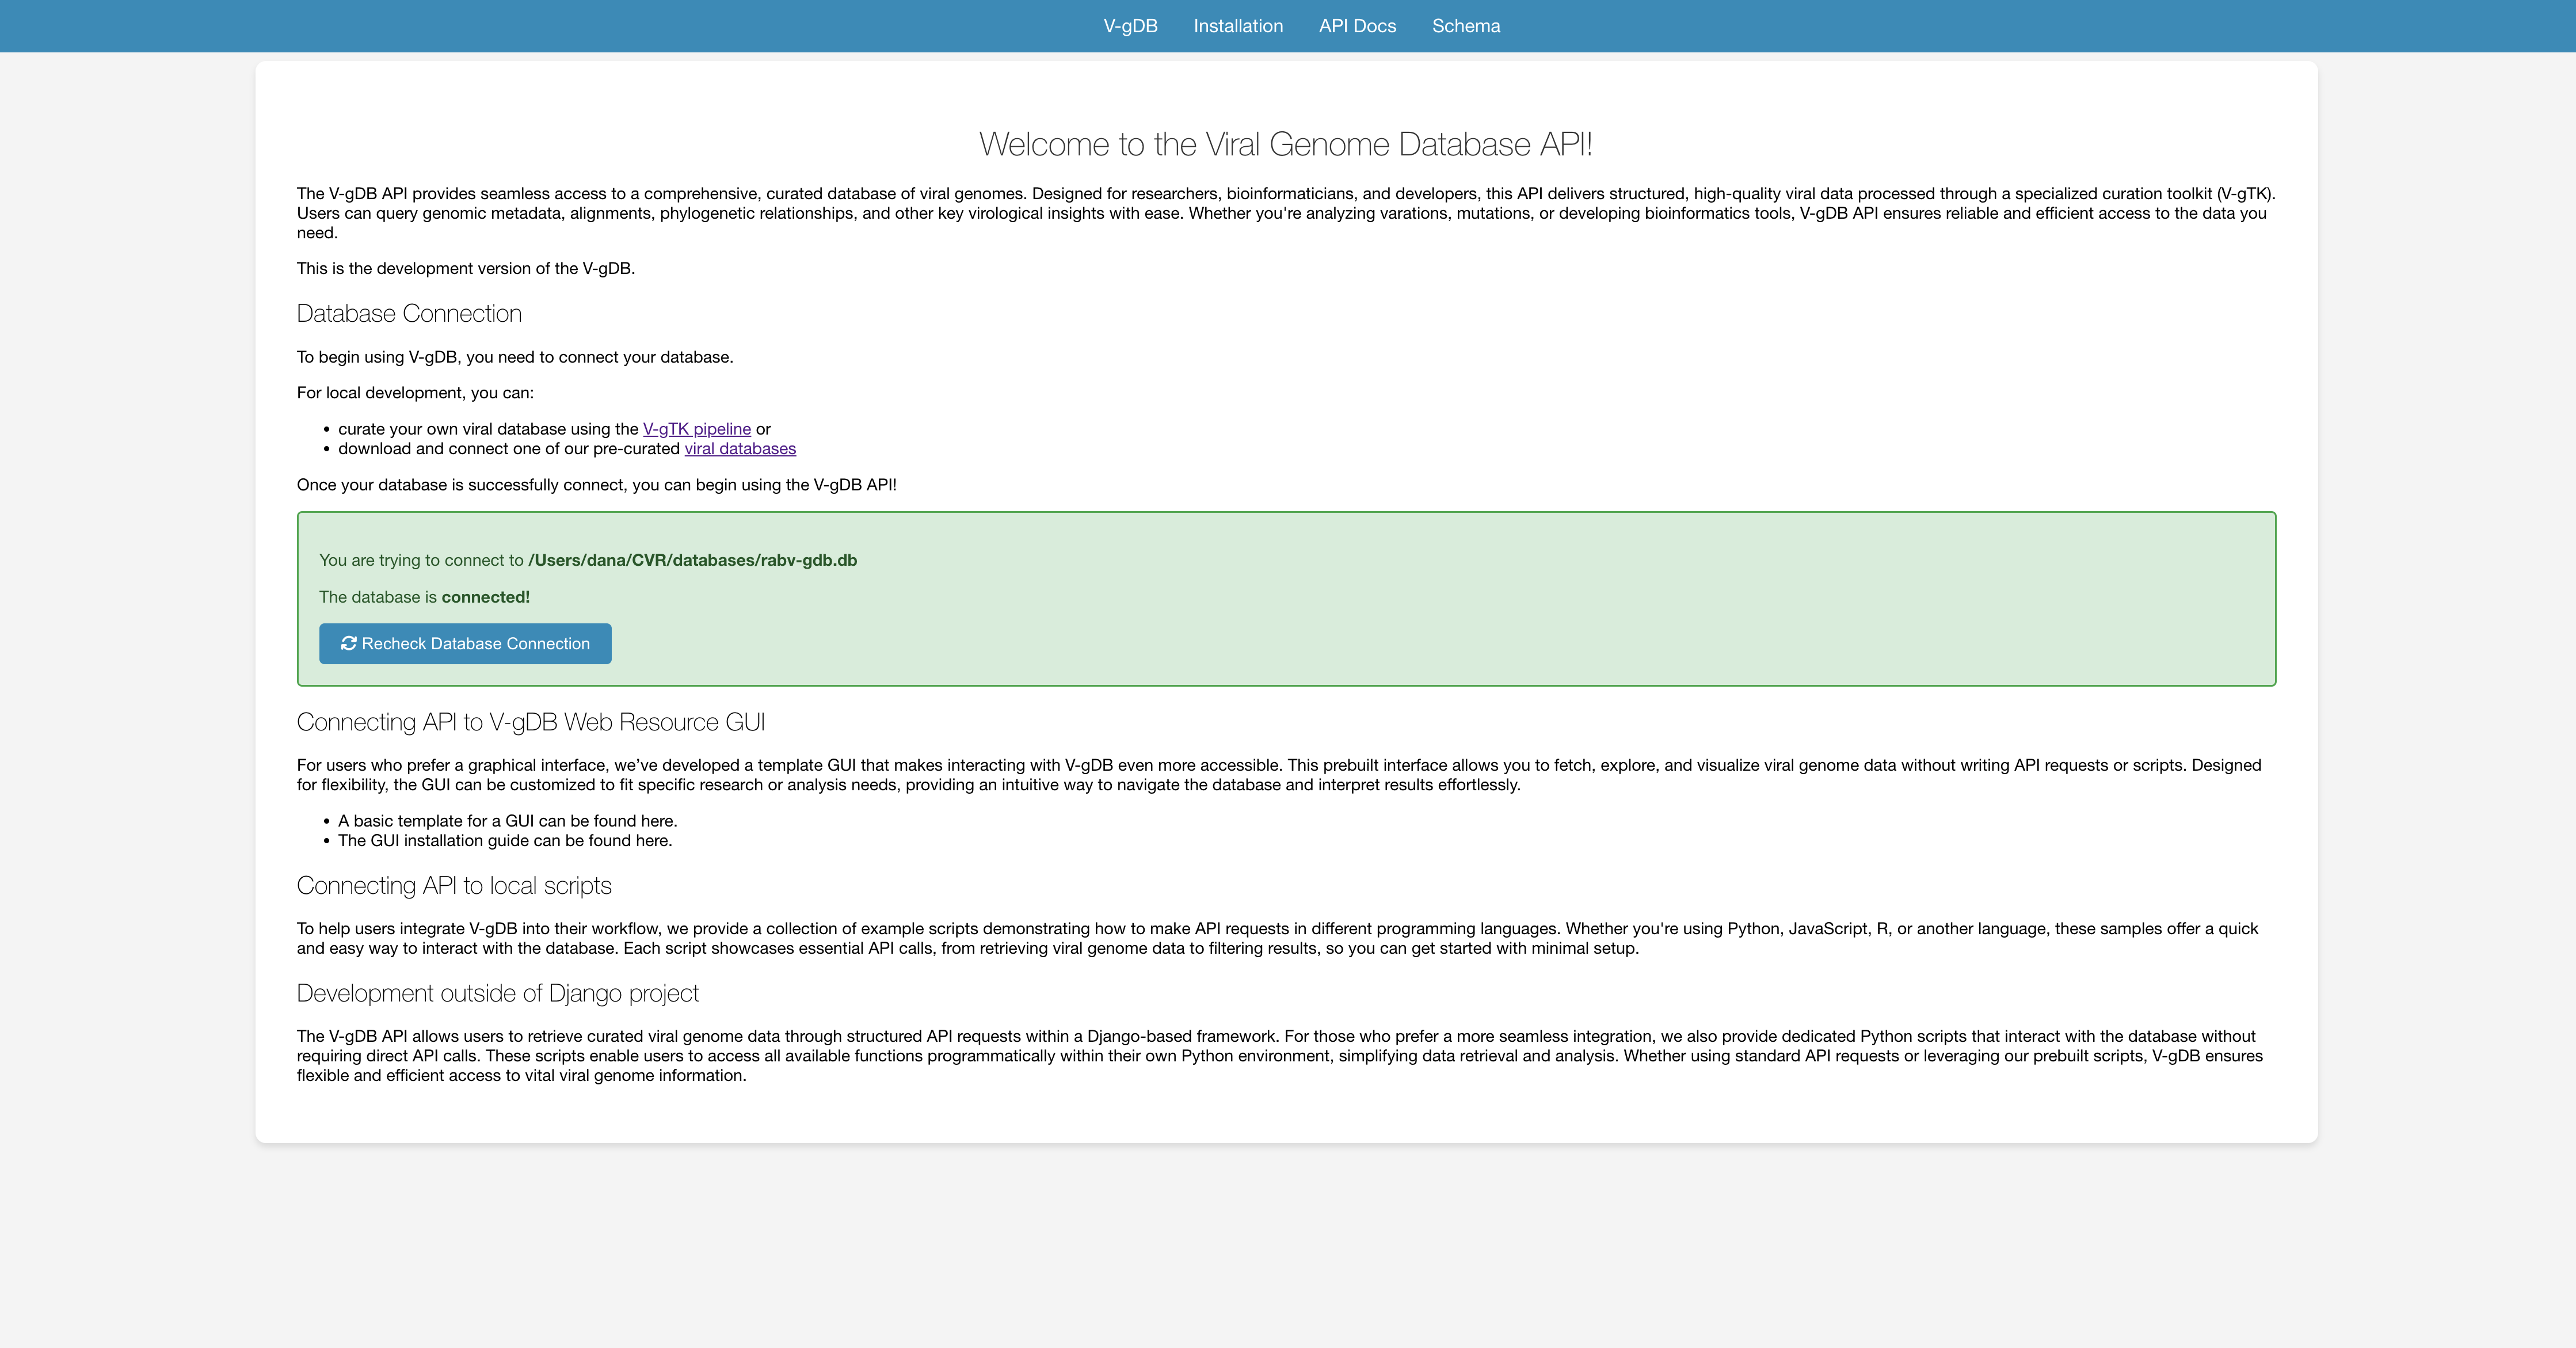 V-gDB Installation API Docs Schema
Welcome to the Viral Genome Database API!
The V-gDB API provides seamless access to a comprehensive, curated database of viral genomes. Designed for researchers, bioinformaticians, and developers, this API delivers structured, high-quality viral data processed through a specialized curation toolkit (V-gTK).
Users can query genomic metadata, alignments, phylogenetic relationships, and other key virological insights with ease. Whether you're analyzing varations, mutations, or developing bioinformatics tools, V-gDB API ensures reliable and efficient access to the data you
need.
This is the development version of the V-gDB.
Database Connection
To begin using V-gDB, you need to connect your database.
For local development, you can:
• curate your own viral database using the V-gTK pipeline or
• download and connect one of our pre-curated viral databases
Once your database is successfully connect, you can begin using the V-gDB API!
You are trying to connect to /Users/dana/CVR/databases/rabv-gdb.db
The database is connected!
Recheck Database Connection
Connecting API to V-gDB Web Resource GUI
For users who prefer a graphical interface, we’ve developed a template GUI that makes interacting with V-gDB even more accessible. This prebuilt interface allows you to fetch, explore, and visualize viral genome data without writing API requests or scripts. Designed
for flexibility, the GUI can be customized to fit specific research or analysis needs, providing an intuitive way to navigate the database and interpret results effortlessly.
• A basic template for a GUI can be found here.
• The GUI installation guide can be found here.
Connecting API to local scripts
To help users integrate V-gDB into their workflow, we provide a collection of example scripts demonstrating how to make API requests in different programming languages. Whether you're using Python, JavaScript, R, or another language, these samples offer a quick
and easy way to interact with the database. Each script showcases essential API calls, from retrieving viral genome data to filtering results, so you can get started with minimal setup.
Development outside of Django project
The V-gDB API allows users to retrieve curated viral genome data through structured API requests within a Django-based framework. For those who prefer a more seamless integration, we also provide dedicated Python scripts that interact with the database without
requiring direct API calls. These scripts enable users to access all available functions programmatically within their own Python environment, simplifying data retrieval and analysis. Whether using standard API requests or leveraging our prebuilt scripts, V-gDB ensures
flexible and efficient access to vital viral genome information.